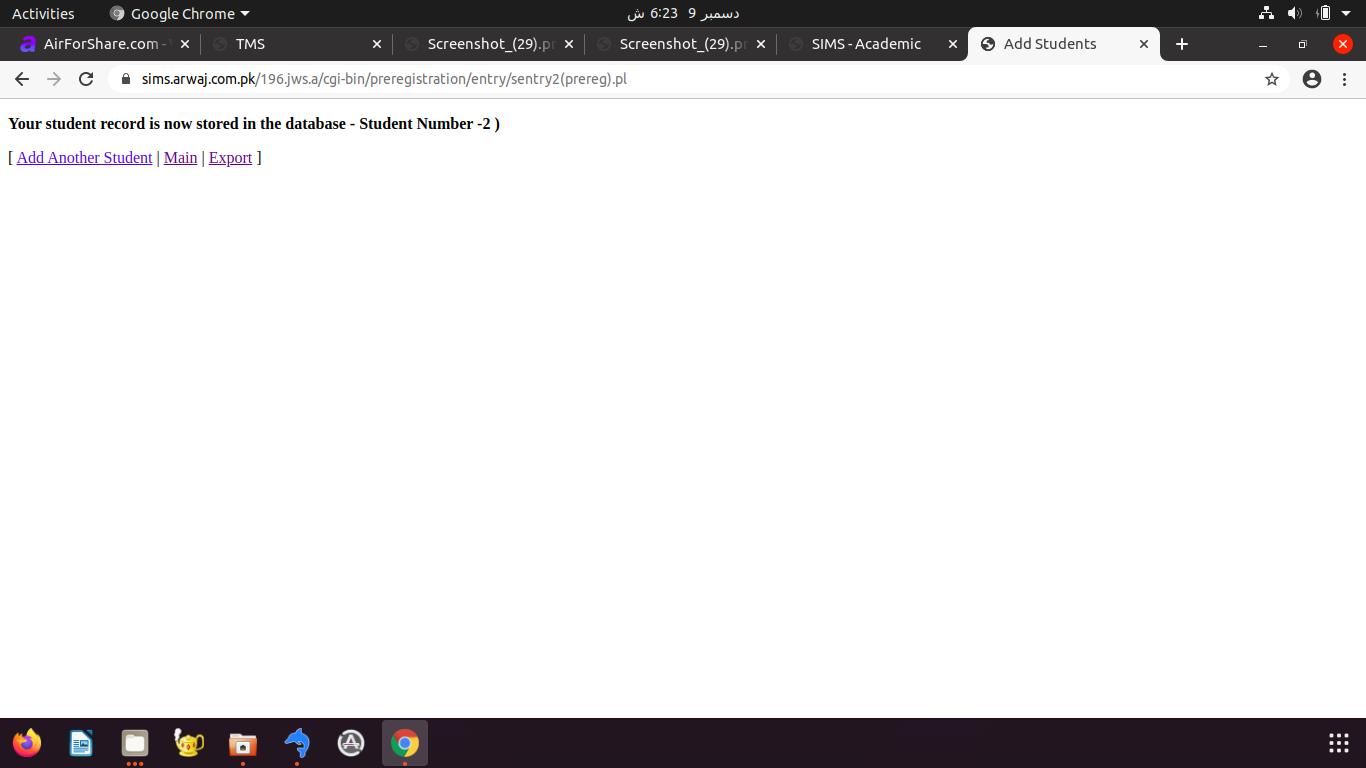 Activities Google Chrome دسمبر 9 6:23 ش
AirForShare.com - TMS Screenshot_(29).pn Screenshot_(29).pn SIMS - Academic Add Students
sims.arwaj.com.pk/196.jws.a/cgi-bin/preregistration/entry/sentry2(prereg).pl
Your student record is now stored in the database - Student Number -2 )
[ Add Another Student | Main | Export ]